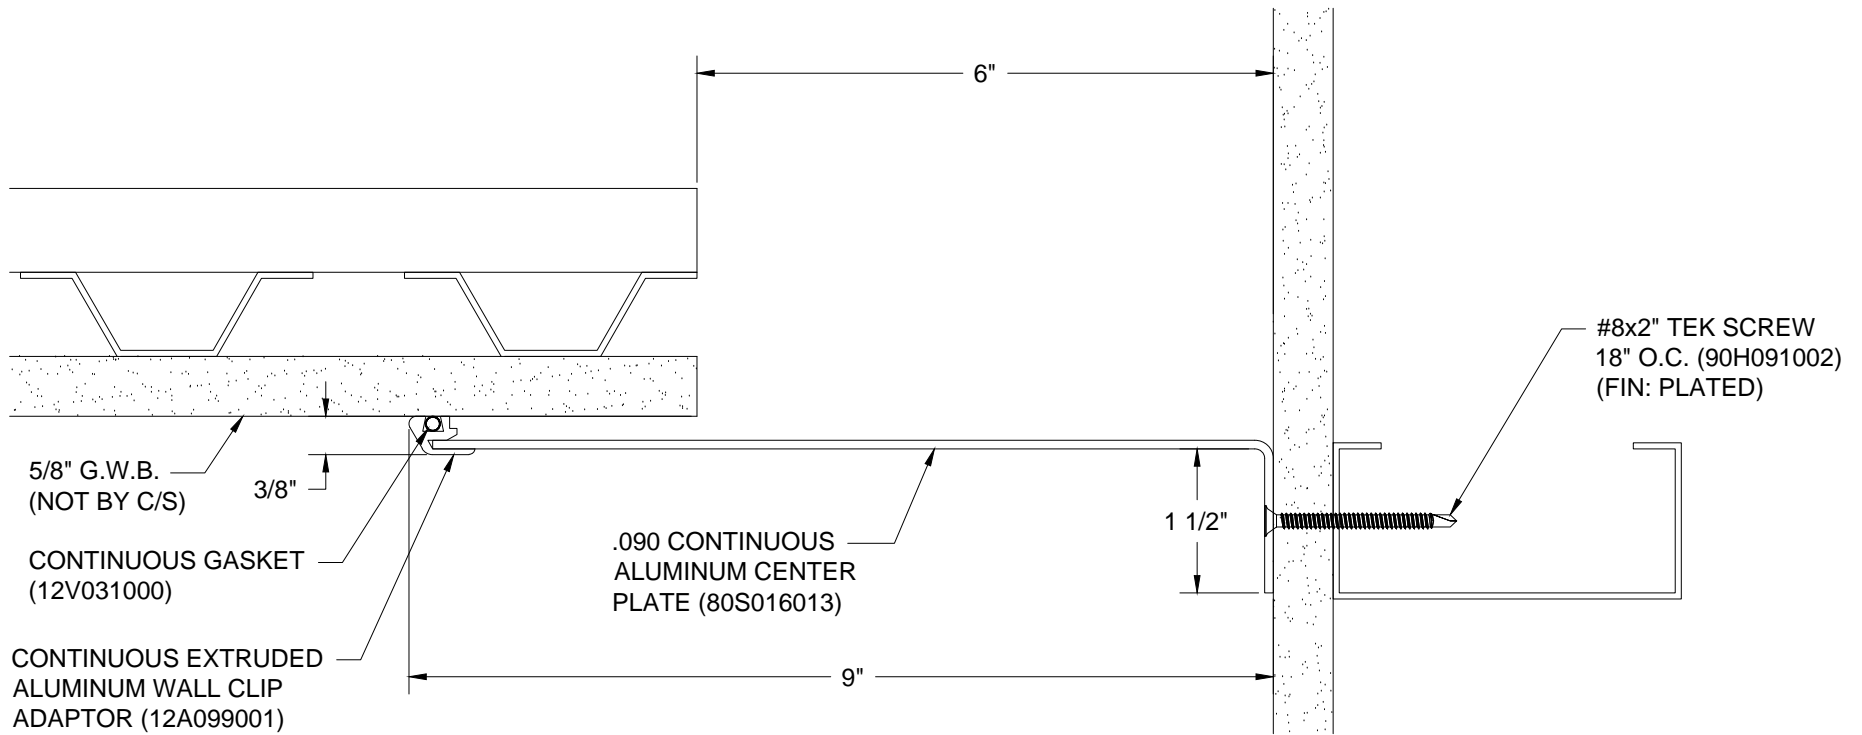 6"
#8x2" TEK SCREW
18" O.C. (90H091002)
(FIN: PLATED)
5/8" G.W.B.
(NOT BY C/S)
3/8"
1 1/2"
CONTINUOUS GASKET
(12V031000)
.090 CONTINUOUS
ALUMINUM CENTER
PLATE (80S016013)
CONTINUOUS EXTRUDED
ALUMINUM WALL CLIP
ADAPTOR (12A099001)
9"